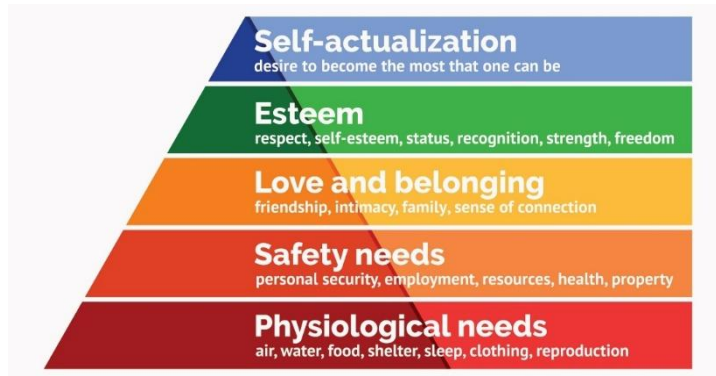 Self-actualization
desire to become the most that one can be
Esteem
respect, self-esteem, status, recognition, strength, freedom
Love and belonging
friendship, intimacy, family, sense of connection
Safety needs
personal security, employment, resources, health, property
Physiological needs
air, water, food, shelter, sleep, clothing, reproduction